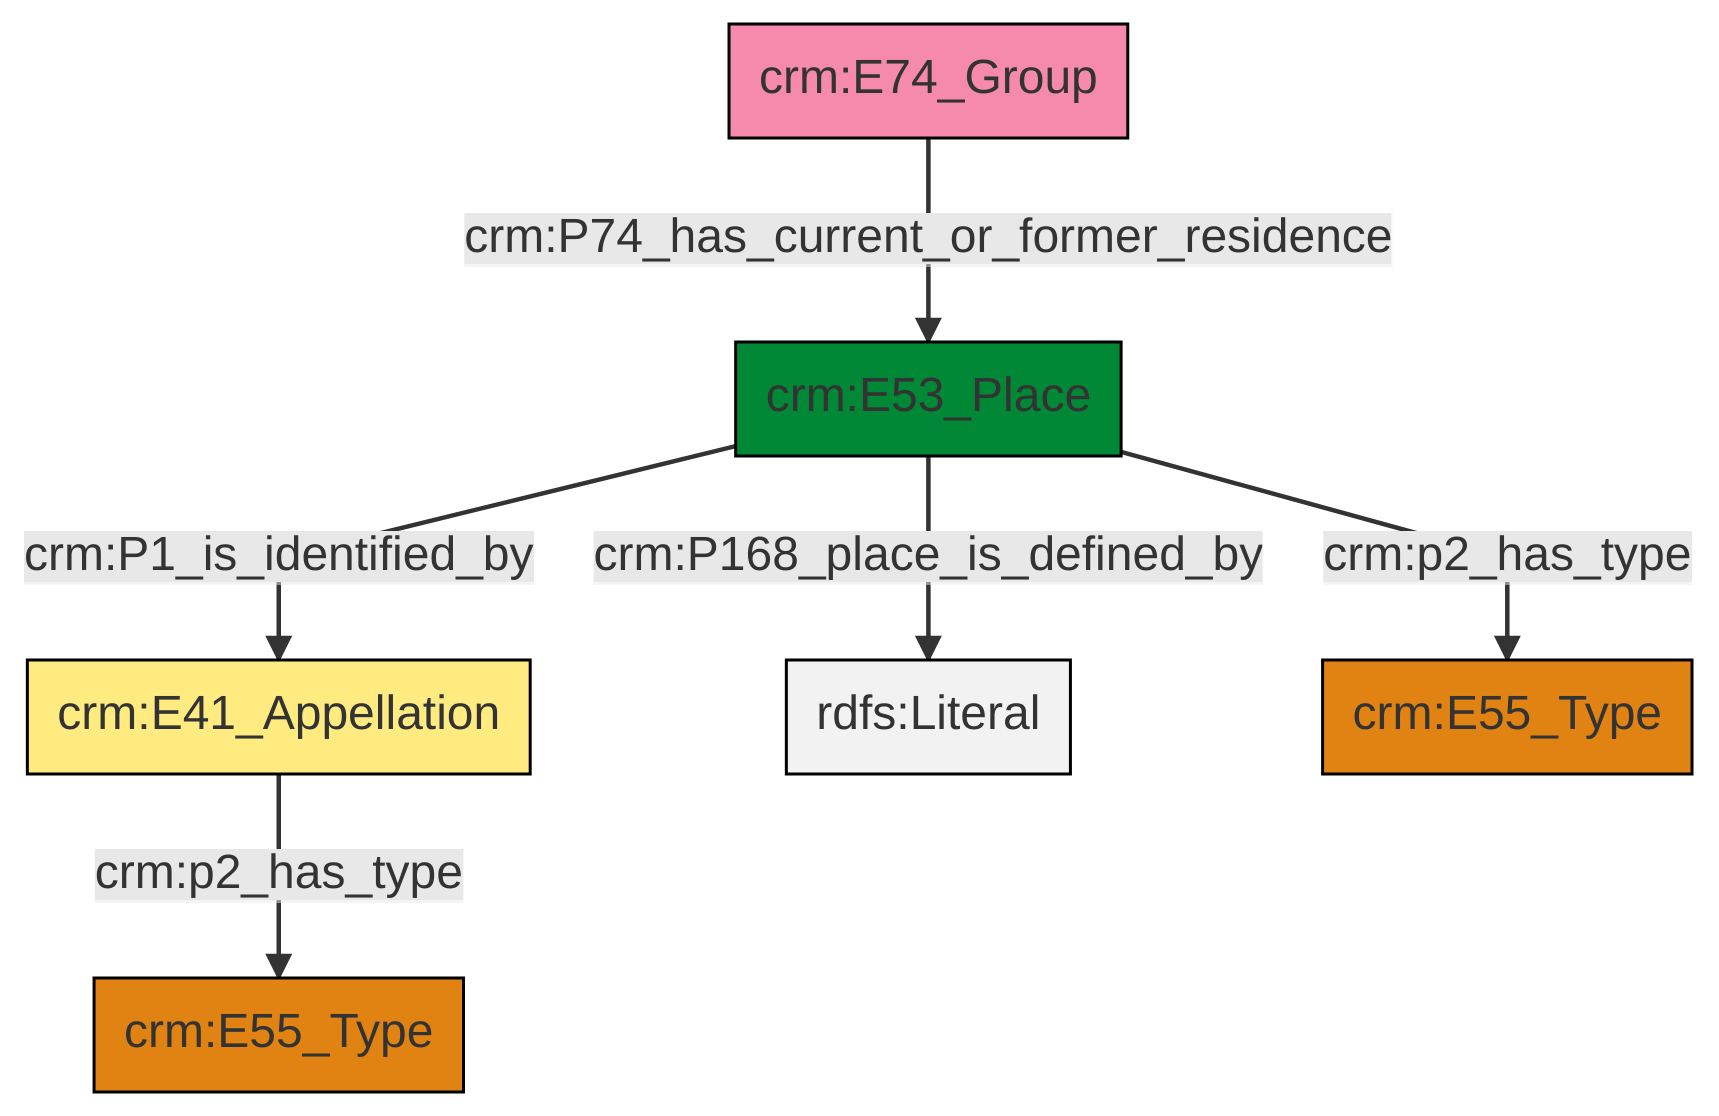 crm:E74_Group
crm:P74_has_current_or_former_residence
crm:E53_Place
crm:P1_is_identified_by
crm:P168_place_is_defined_by
crm:p2_has_type
crm:E41_Appellation
rdfs:Literal
crm:E55_Type
crm:p2_has_type
crm:E55_Type